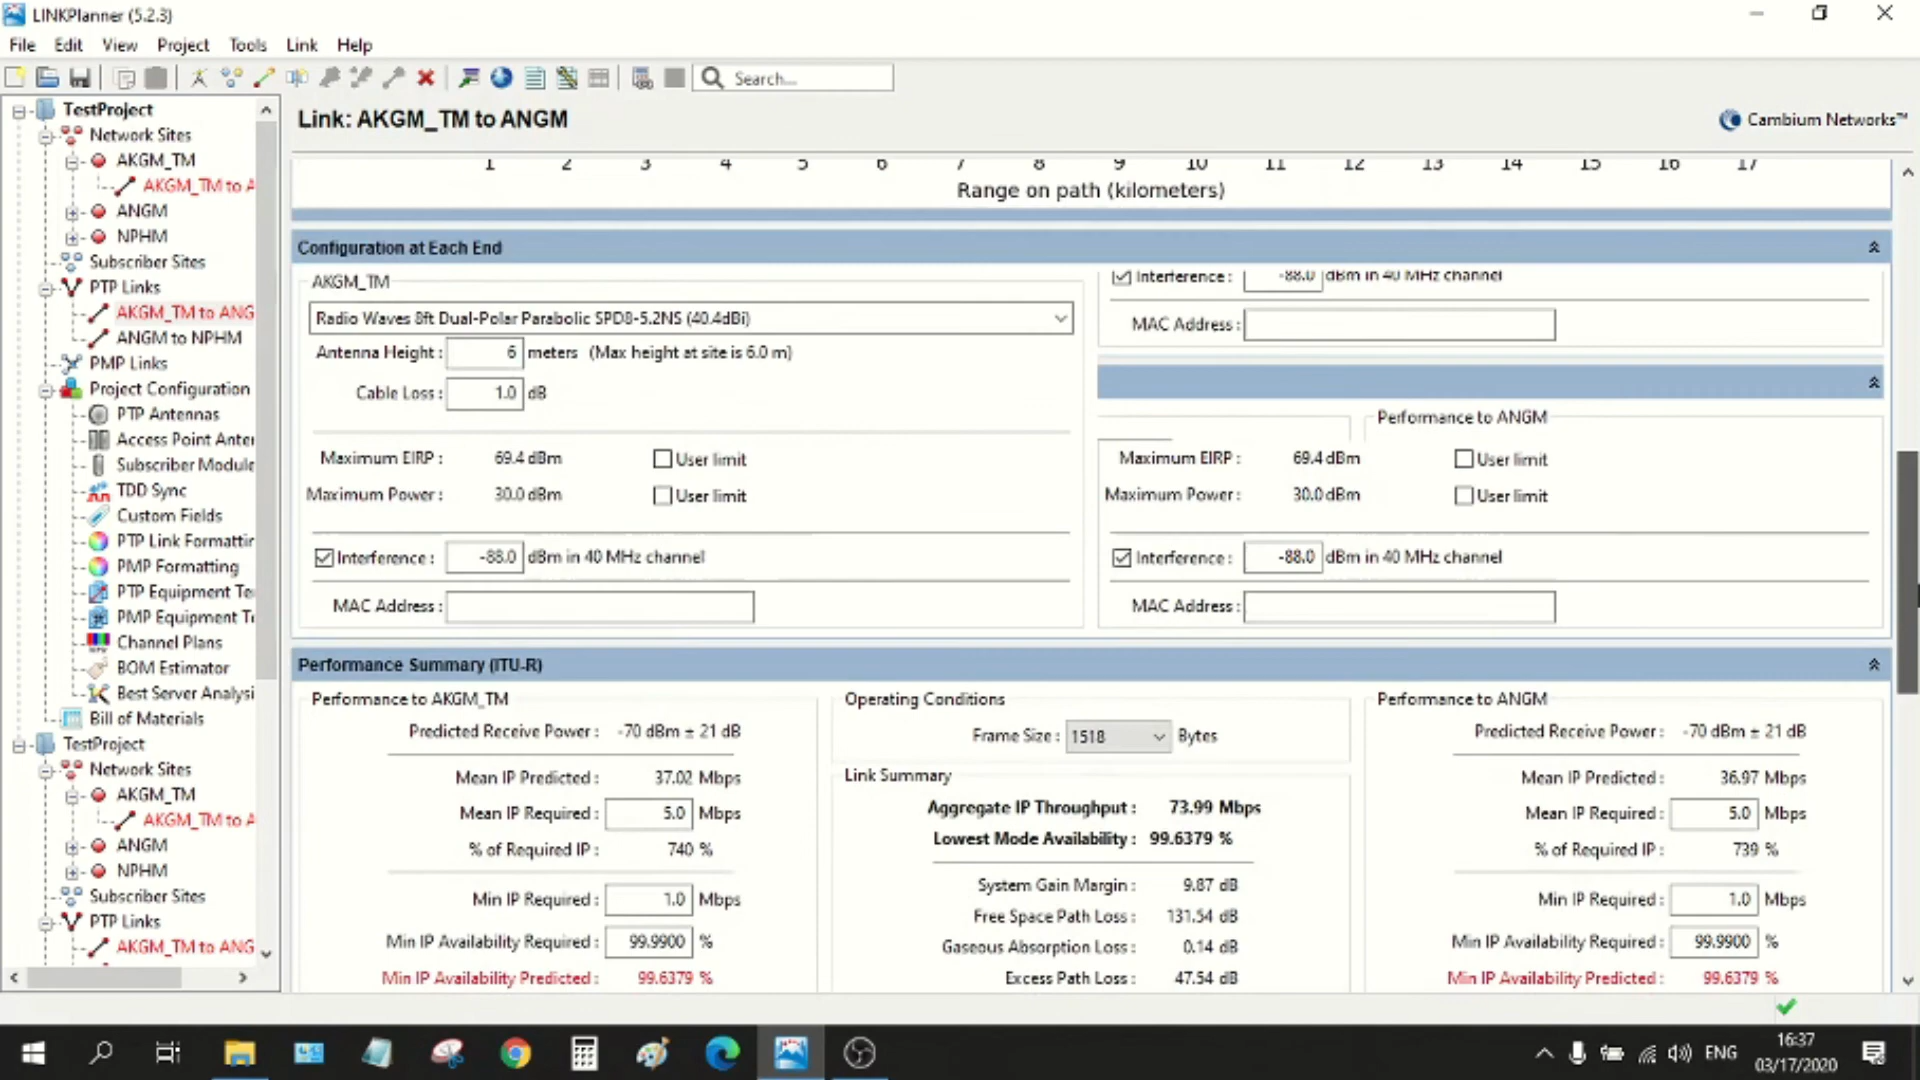 LINKPlanner (5.2.3)
File Edit View Project Tools Link Help
Search...
TestProject
Network Sites
AKGM_TM
AKGM_TM to A
ANGM
NPHM
Subscriber Sites
PTP Links
AKGM_TM to ANG
ANGM to NPHM
PMP Links
Project Configuration
PTP Antennas
Access Point Anter
Subscriber Module
TDD Sync
Custom Fields
PTP Link Formattir
PMP Formatting
PTP Equipment Te
PMP Equipment T
Channel Plans
BOM Estimator
Best Server Analysi
Bill of Materials
TestProject
Network Sites
AKGM_TM
AKGM_TM to A
ANGM
NPHM
Subscriber Sites
PTP Links
AKGM_TM to ANG
Link: AKGM_TM to ANGM
Cambium Networks™
1 2 3 4 5 6 7 8 9 10 11 12 13 14 15 16 17
Range on path (kilometers)
Configuration at Each End
AKGM_TM
Radio Waves 8ft Dual-Polar Parabolic SPD8-5.2NS (40.4dBi)
Antenna Height : 6 meters (Max height at site is 6.0 m)
Cable Loss : 1.0 dB
Maximum EIRP : 69.4 dBm User limit
Maximum Power : 30.0 dBm User limit
Interference : -88.0 dBm in 40 MHz channel
MAC Address :
Interference : -88.0 dBm in 40 MHz channel
MAC Address :
Performance to ANGM
Maximum EIRP : 69.4 dBm User limit
Maximum Power : 30.0 dBm User limit
Interference : -88.0 dBm in 40 MHz channel
MAC Address :
Performance Summary (ITU-R)
Performance to AKGM_TM
Predicted Receive Power : -70 dBm ± 21 dB
Mean IP Predicted : 37.02 Mbps
Mean IP Required : 5.0 Mbps
% of Required IP : 740 %
Min IP Required : 1.0 Mbps
Min IP Availability Required : 99.9900 %
Min IP Availability Predicted : 99.6379 %
Operating Conditions
Frame Size : 1518 Bytes
Link Summary
Aggregate IP Throughput : 73.99 Mbps
Lowest Mode Availability : 99.6379 %
System Gain Margin : 9.87 dB
Free Space Path Loss : 131.54 dB
Gaseous Absorption Loss : 0.14 dB
Excess Path Loss : 47.54 dB
Performance to ANGM
Predicted Receive Power : -70 dBm ± 21 dB
Mean IP Predicted : 36.97 Mbps
Mean IP Required : 5.0 Mbps
% of Required IP : 739 %
Min IP Required : 1.0 Mbps
Min IP Availability Required : 99.9900 %
Min IP Availability Predicted : 99.6379 %
ENG
16:37
03/17/2020